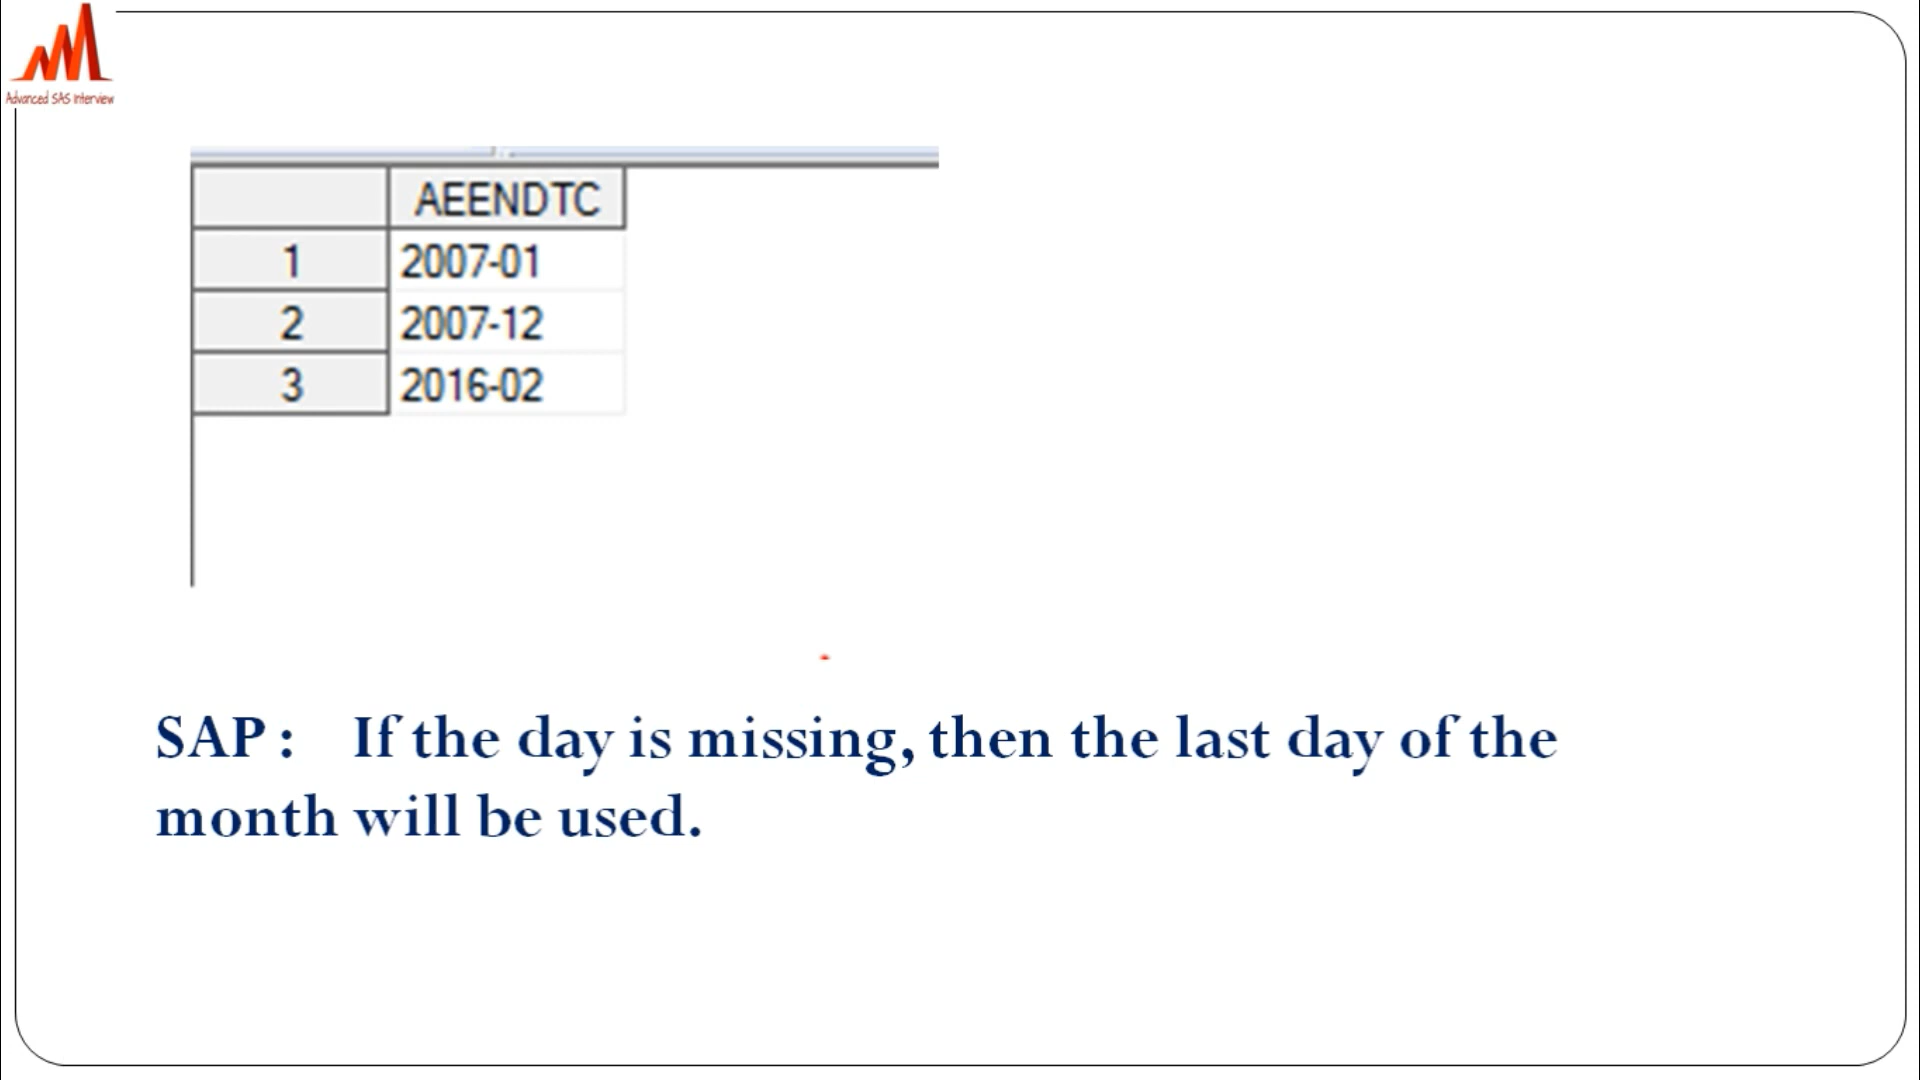 Advanced SAS Interview
AEENDTC
1 2007-01
2 2007-12
3 2016-02
SAP : If the day is missing, then the last day of the
month will be used.